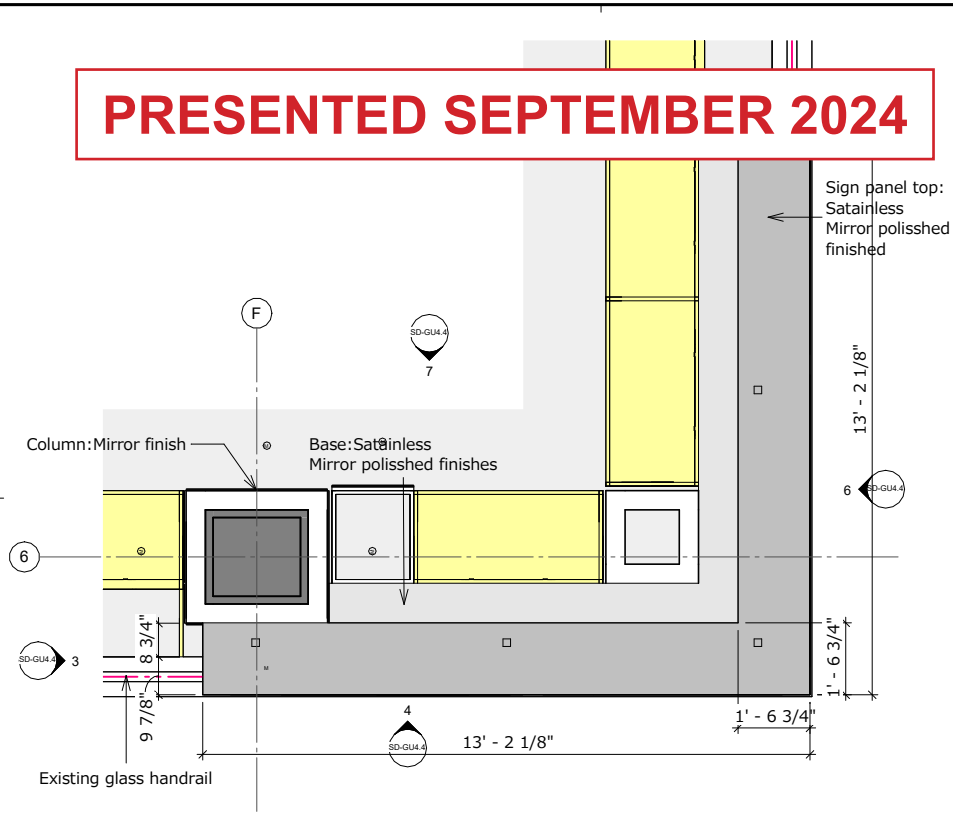 PRESENTED SEPTEMBER 2024
Sign panel top:
Satainless
Mirror polisshed
finished
F
SD-GU4.4
7
13' - 2 1/8"
Column:Mirror finish
Base:Satainless
Mirror polisshed finishes
6
SD-GU4.4
6
8 3/4"
1' - 6 3/4"
SD-GU4.4
3
M
9 7/8"
4
SD-GU4.4
13' - 2 1/8"
1' - 6 3/4"
Existing glass handrail